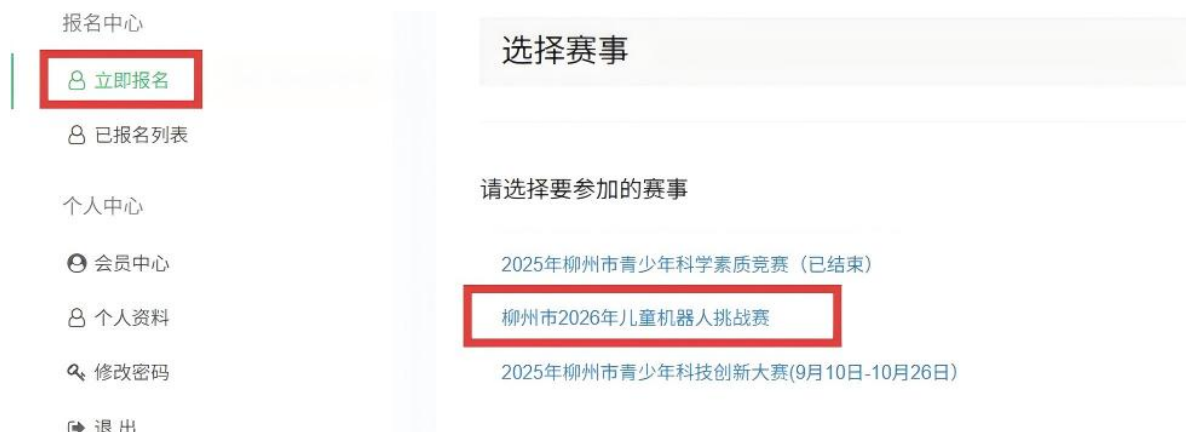 报名中心
立即报名
已报名列表
个人中心
会员中心
个人资料
修改密码
退出
选择赛事
请选择要参加的赛事
2025年柳州市青少年科学素质竞赛（已结束）
柳州市2026年儿童机器人挑战赛
2025年柳州市青少年科技创新大赛(9月10日-10月26日）